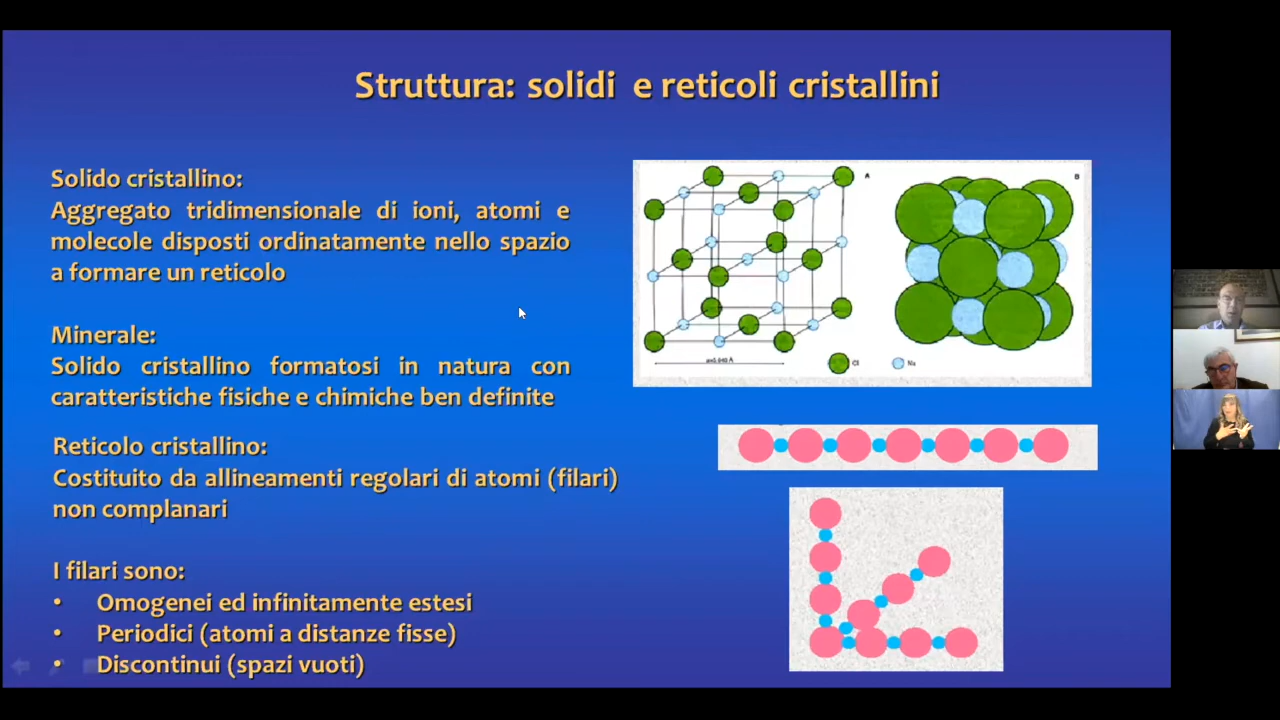 Struttura: solidi e reticoli cristallini
Solido cristallino:
Aggregato tridimensionale di ioni, atomi e
molecole disposti ordinatamente nello spazio
a formare un reticolo
Minerale:
Solido cristallino formatosi in natura con
caratteristiche fisiche e chimiche ben definite
Reticolo cristallino:
Costituito da allineamenti regolari di atomi (filari)
non complanari
I filari sono:
• Omogenei ed infinitamente estesi
• Periodici (atomi a distanze fisse)
• Discontinui (spazi vuoti)
A
B
Cl
Na